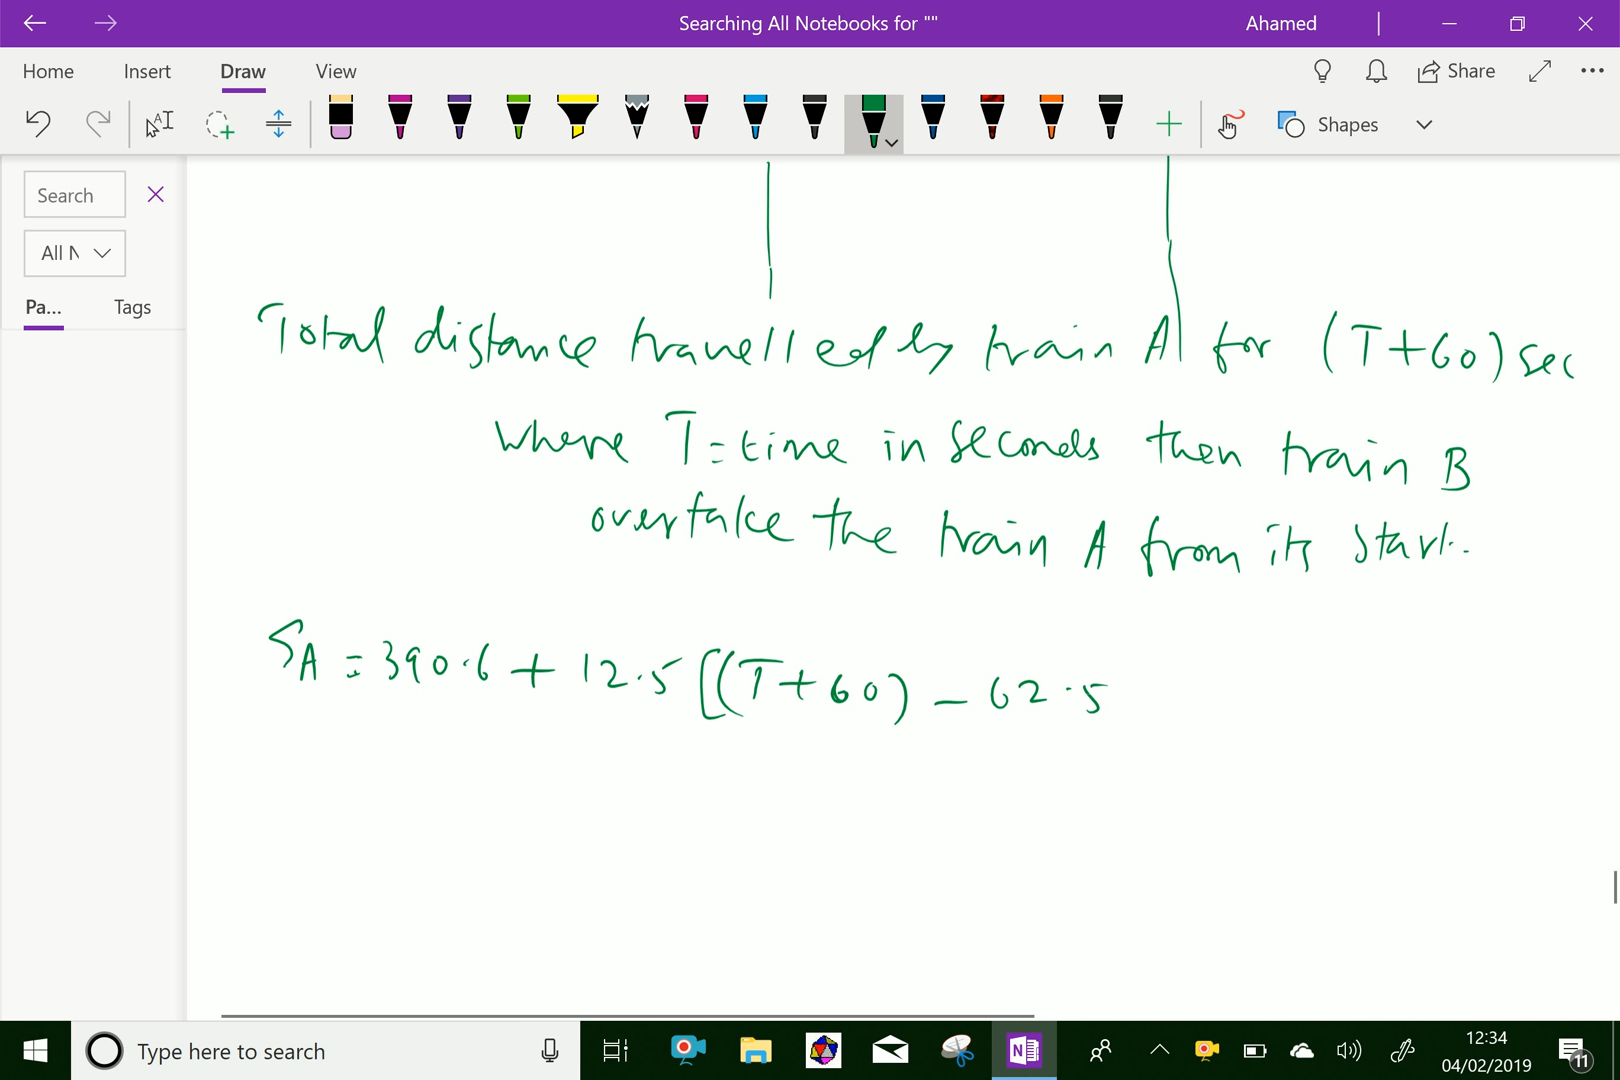 Searching All Notebooks for ""
Ahamed
Home Insert Draw View
Share
Shapes
Search
All N
Pa... Tags
Total distance travelled by train A for (T+60) sec
where T = time in seconds then train B
overtake the train A from its start.
SA = 390.6 + 12.5 [(T+60) - 62.5
Type here to search
N
12:34
04/02/2019
11